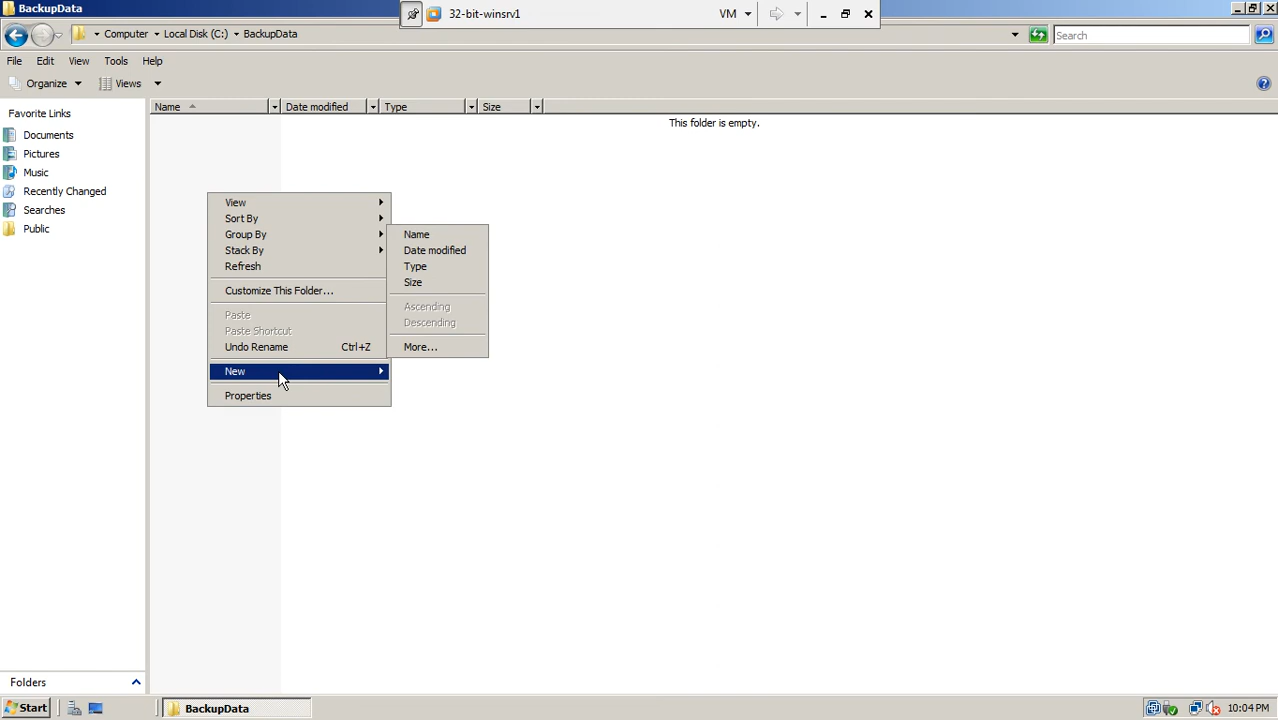 BackupData
32-bit-winsrv1
VM
Computer
Local Disk (C:)
BackupData
Search
File
Edit
View
Tools
Help
Organize
Views
Favorite Links
Documents
Pictures
Music
Recently Changed
Searches
Public
Name
Date modified
Type
Size
This folder is empty.
View
Sort By
Group By
Stack By
Refresh
Customize This Folder...
Paste
Paste Shortcut
Undo Rename Ctrl+Z
New
Properties
Name
Date modified
Type
Size
Ascending
Descending
More...
Folders
Start
BackupData
10:04 PM